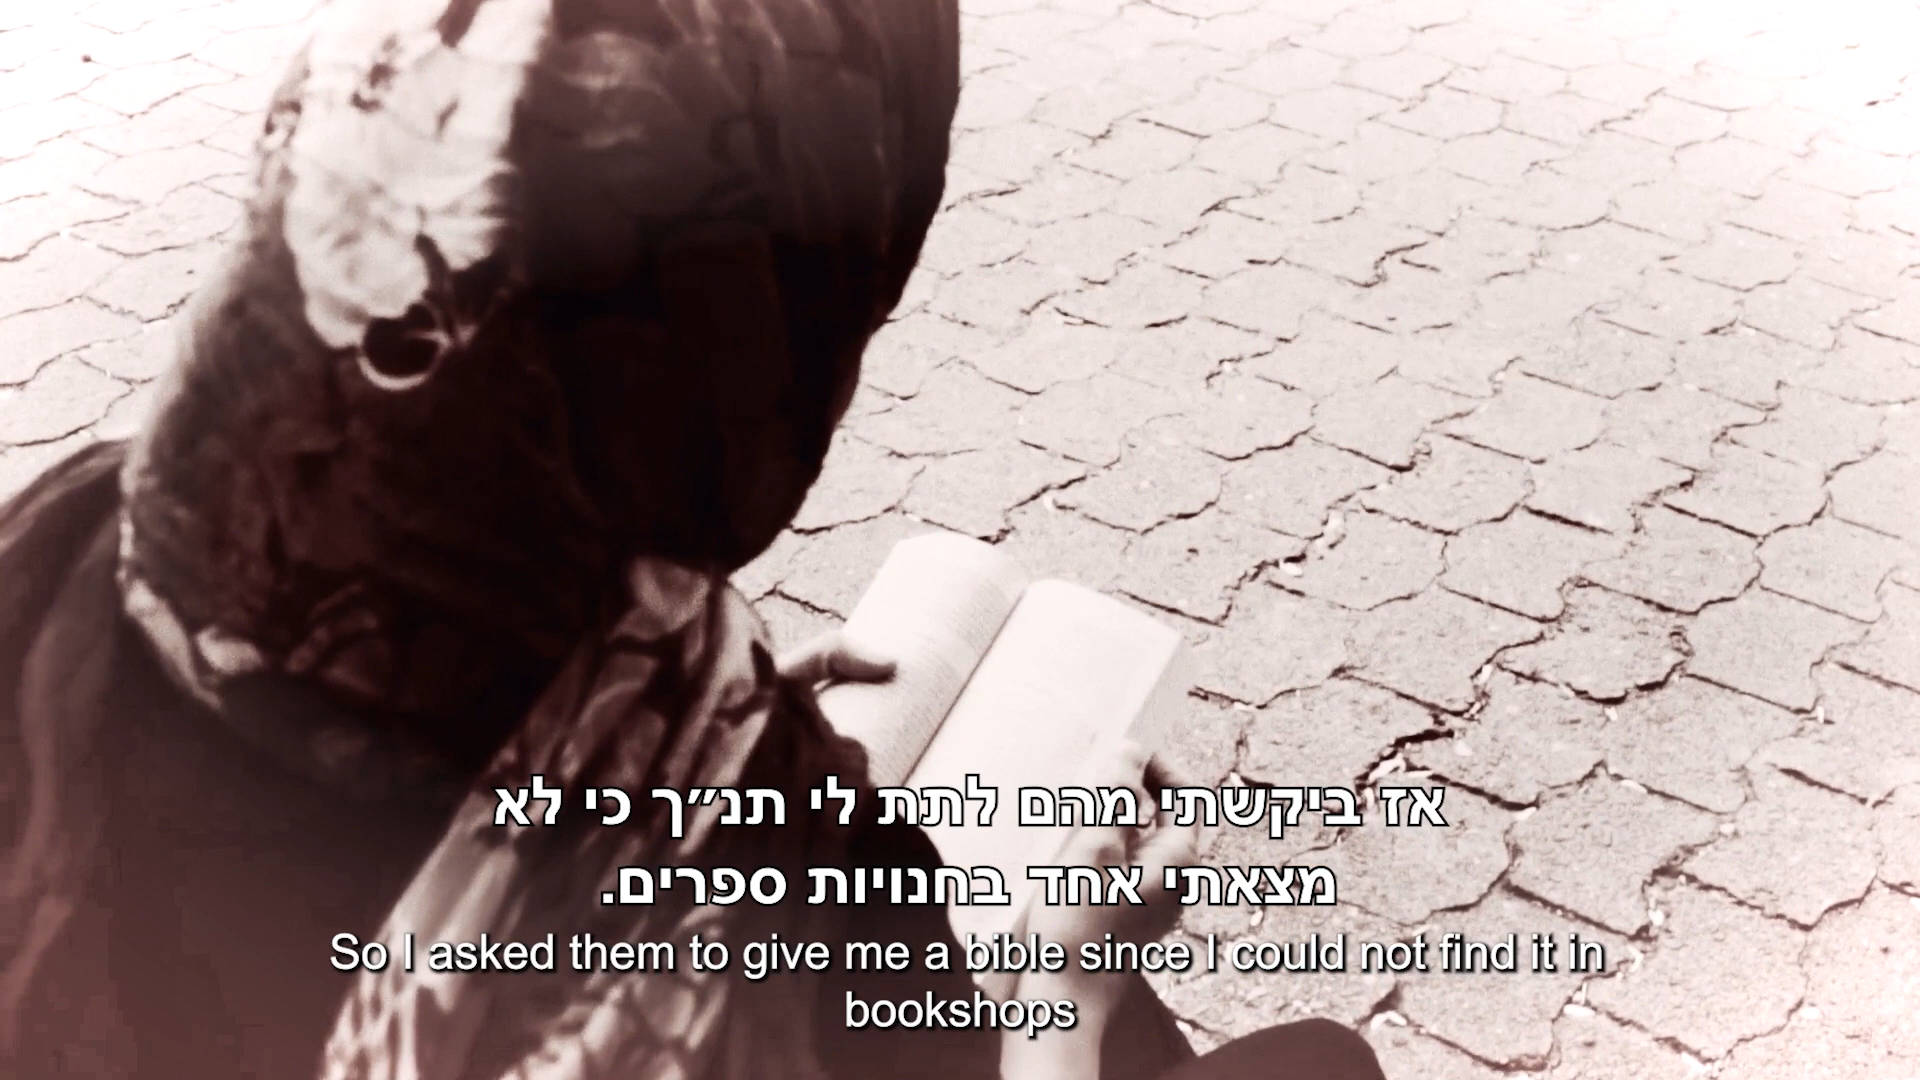 אז ביקשתי מהם לתת לי תנ״ך כי לא
מצאתי אחד בחנויות ספרים.
So I asked them to give me a bible since I could not find it in
bookshops